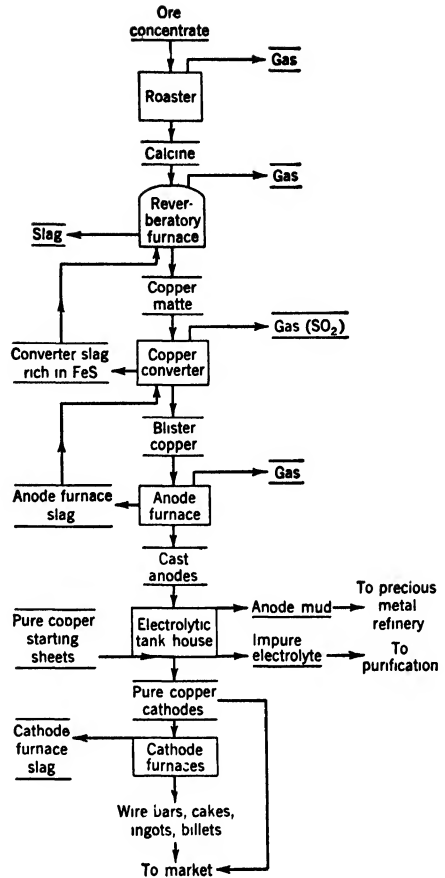 Ore
concentrate
Gas
Roaster
Calcine
Gas
Rever-
beratory
furnace
Slag
Copper
matte
Gas (SO₂)
Converter slag
rich in FeS
Copper
converter
Blister
copper
Gas
Anode furnace
slag
Anode
furnace
Cast
anodes
Pure copper
starting
sheets
Electrolytic
tank house
Anode mud
To precious
metal
refinery
Impure
electrolyte
To
purification
Pure copper
cathodes
Cathode
furnace
slag
Cathode
furnaces
Wire bars, cakes,
ingots, billets
To market